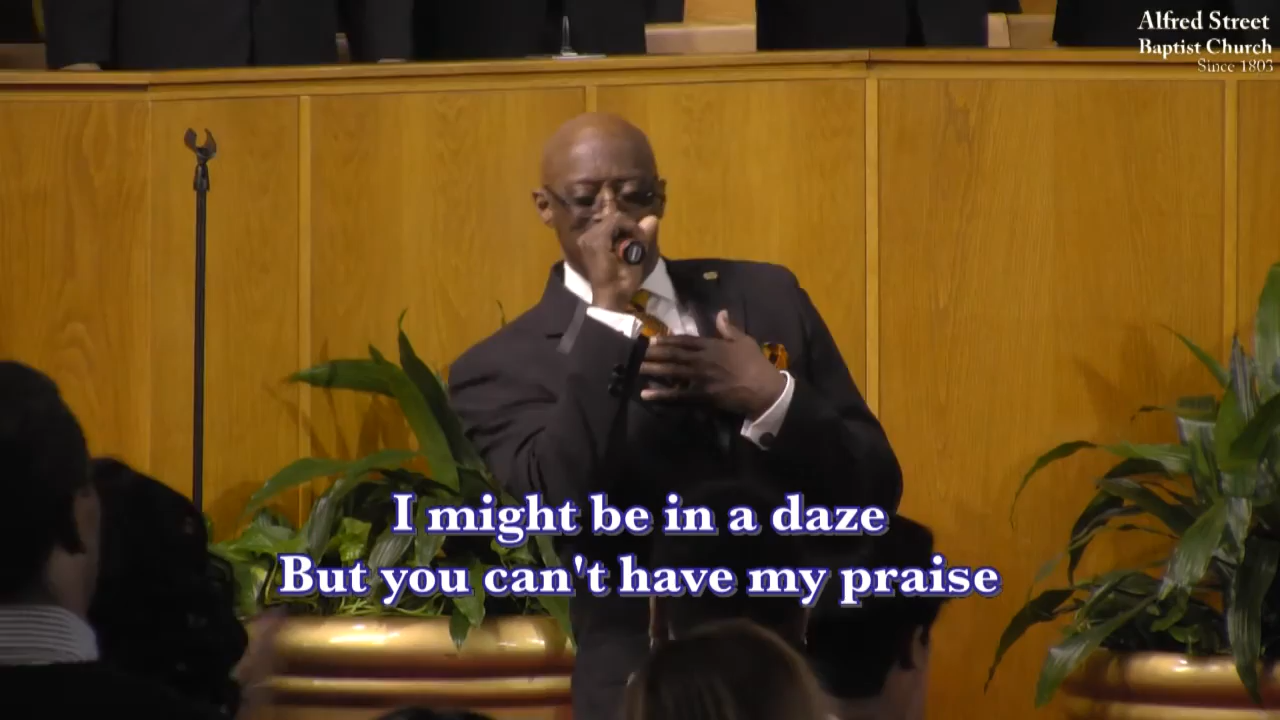 Alfred Street
Baptist Church
Since 1803
I might be in a daze
But you can't have my praise